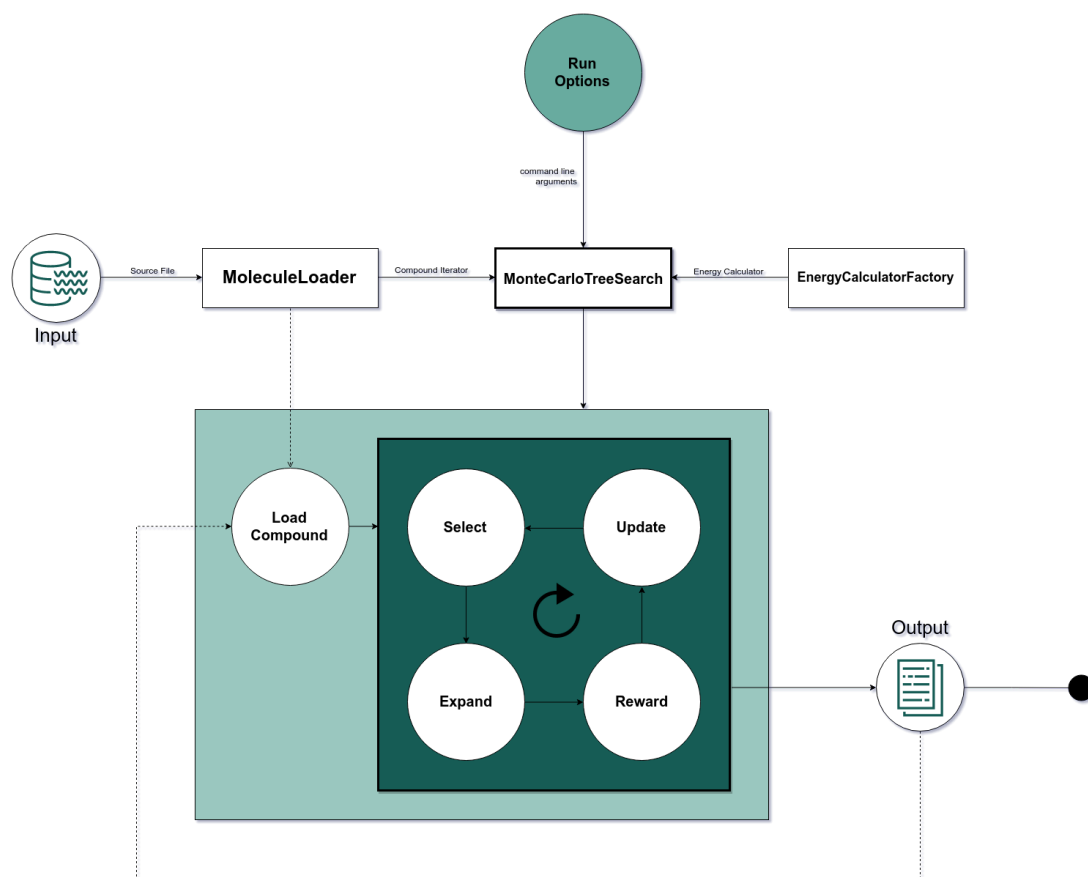 Run
Options
command line
arguments
Source File
MoleculeLoader
Compound Iterator
MonteCarloTreeSearch
Energy Calculator
EnergyCalculatorFactory
Input
Load
Compound
Select
Update
Expand
Reward
Output